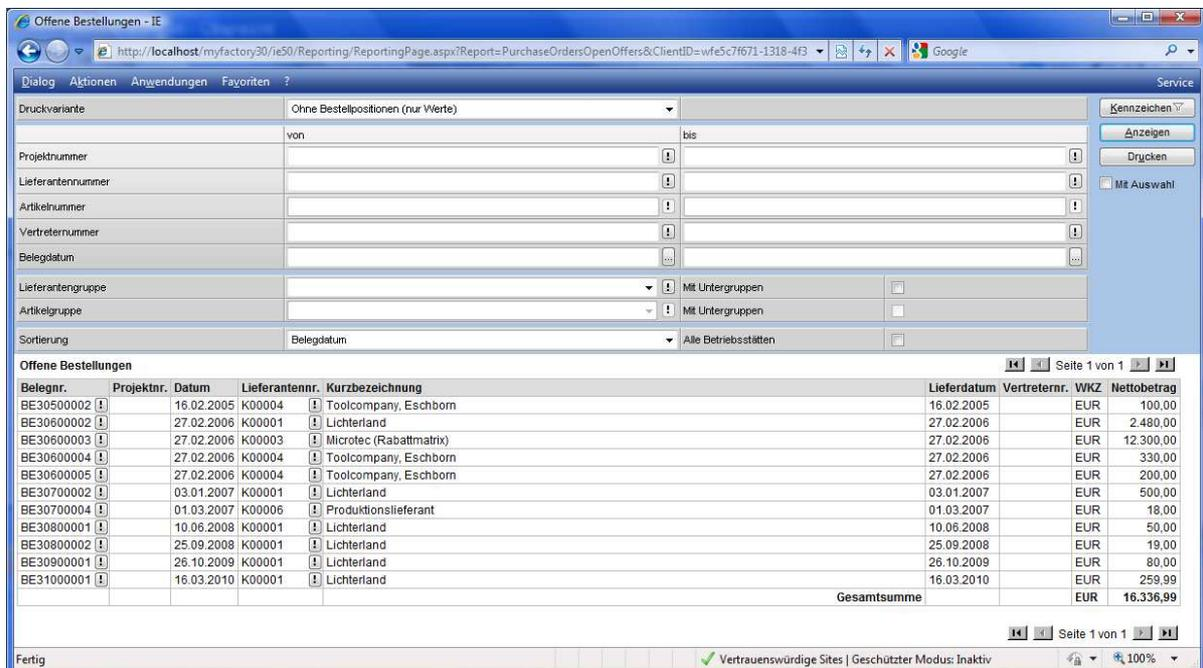 Offene Bestellungen - IE
http://localhost/myfactory30/ie50/Reporting/ReportingPage.aspx?Report=PurchaseOrdersOpenOffers&ClientID=wfe5c7f671-1318-4f3 Google
Dialog Aktionen Anwendungen Favoriten ? Service
Druckvariante Ohne Bestellpositionen (nur Werte) Kennzeichen
von bis Anzeigen
Projektnummer ! ! Drucken
Lieferantennummer ! ! Mit Auswahl
Artikelnummer ! !
Vertreternummer ! !
Belegdatum ... ...
Lieferantengruppe ! Mit Untergruppen
Artikelgruppe ! Mit Untergruppen
Sortierung Belegdatum Alle Betriebsstätten
Offene Bestellungen Seite 1 von 1
Belegnr. Projektnr. Datum Lieferantennr. Kurzbezeichnung Lieferdatum Vertreternr. WKZ Nettobetrag
BE30500002 ! 16.02.2005 K00004 ! Toolcompany, Eschborn 16.02.2005 EUR 100,00
BE30600002 ! 27.02.2006 K00001 ! Lichterland 27.02.2006 EUR 2.480,00
BE30600003 ! 27.02.2006 K00003 ! Microtec (Rabattmatrix) 27.02.2006 EUR 12.300,00
BE30600004 ! 27.02.2006 K00004 ! Toolcompany, Eschborn 27.02.2006 EUR 330,00
BE30600005 ! 27.02.2006 K00004 ! Toolcompany, Eschborn 27.02.2006 EUR 200,00
BE30700002 ! 03.01.2007 K00001 ! Lichterland 03.01.2007 EUR 500,00
BE30700004 ! 01.03.2007 K00006 ! Produktionslieferant 01.03.2007 EUR 18,00
BE30800001 ! 10.06.2008 K00001 ! Lichterland 10.06.2008 EUR 50,00
BE30800002 ! 25.09.2008 K00001 ! Lichterland 25.09.2008 EUR 19,00
BE30900001 ! 26.10.2009 K00001 ! Lichterland 26.10.2009 EUR 80,00
BE31000001 ! 16.03.2010 K00001 ! Lichterland 16.03.2010 EUR 259,99
Gesamtsumme EUR 16.336,99
Seite 1 von 1
Fertig Vertrauenswürdige Sites | Geschützter Modus: Inaktiv 100%